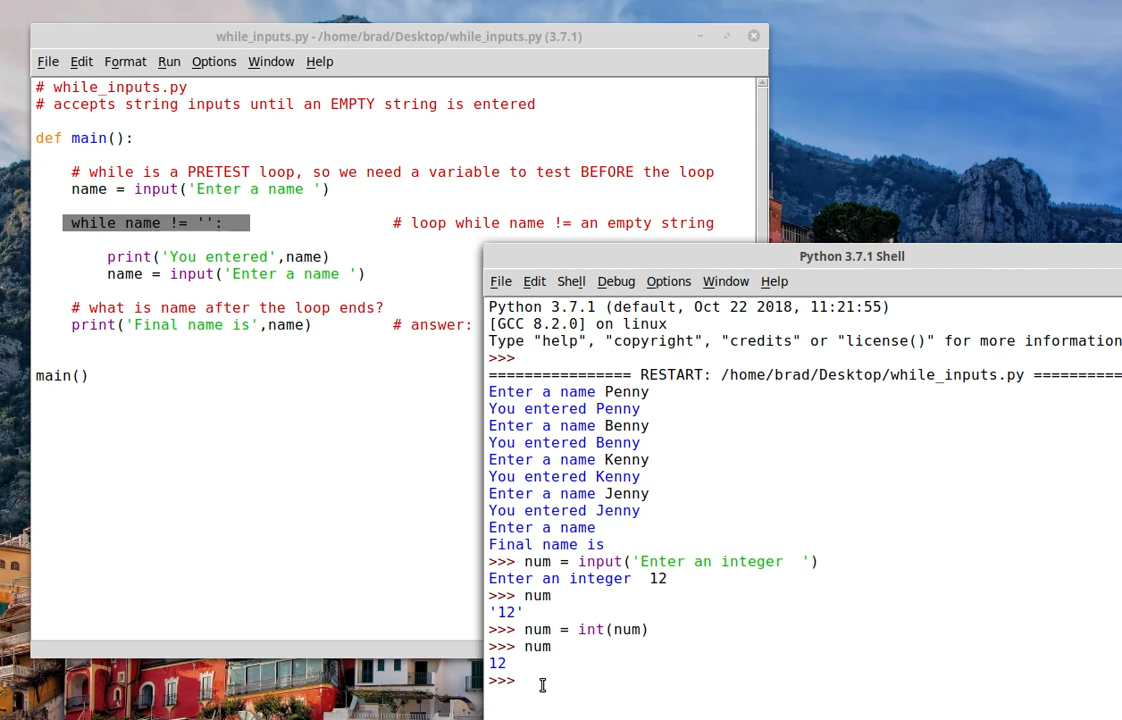 while_inputs.py - /home/brad/Desktop/while_inputs.py (3.7.1)
File Edit Format Run Options Window Help
# while_inputs.py
# accepts string inputs until an EMPTY string is entered
def main():
# while is a PRETEST loop, so we need a variable to test BEFORE the loop
name = input('Enter a name ')
while name != '': # loop while name != an empty string
print('You entered',name)
name = input('Enter a name ')
# what is name after the loop ends?
print('Final name is',name) # answer:
main()
Python 3.7.1 Shell
File Edit Shell Debug Options Window Help
Python 3.7.1 (default, Oct 22 2018, 11:21:55)
[GCC 8.2.0] on linux
Type "help", "copyright", "credits" or "license()" for more information
>>>
================ RESTART: /home/brad/Desktop/while_inputs.py ===========
Enter a name Penny
You entered Penny
Enter a name Benny
You entered Benny
Enter a name Kenny
You entered Kenny
Enter a name Jenny
You entered Jenny
Enter a name
Final name is
>>> num = input('Enter an integer  ')
Enter an integer  12
>>> num
'12'
>>> num = int(num)
>>> num
12
>>>